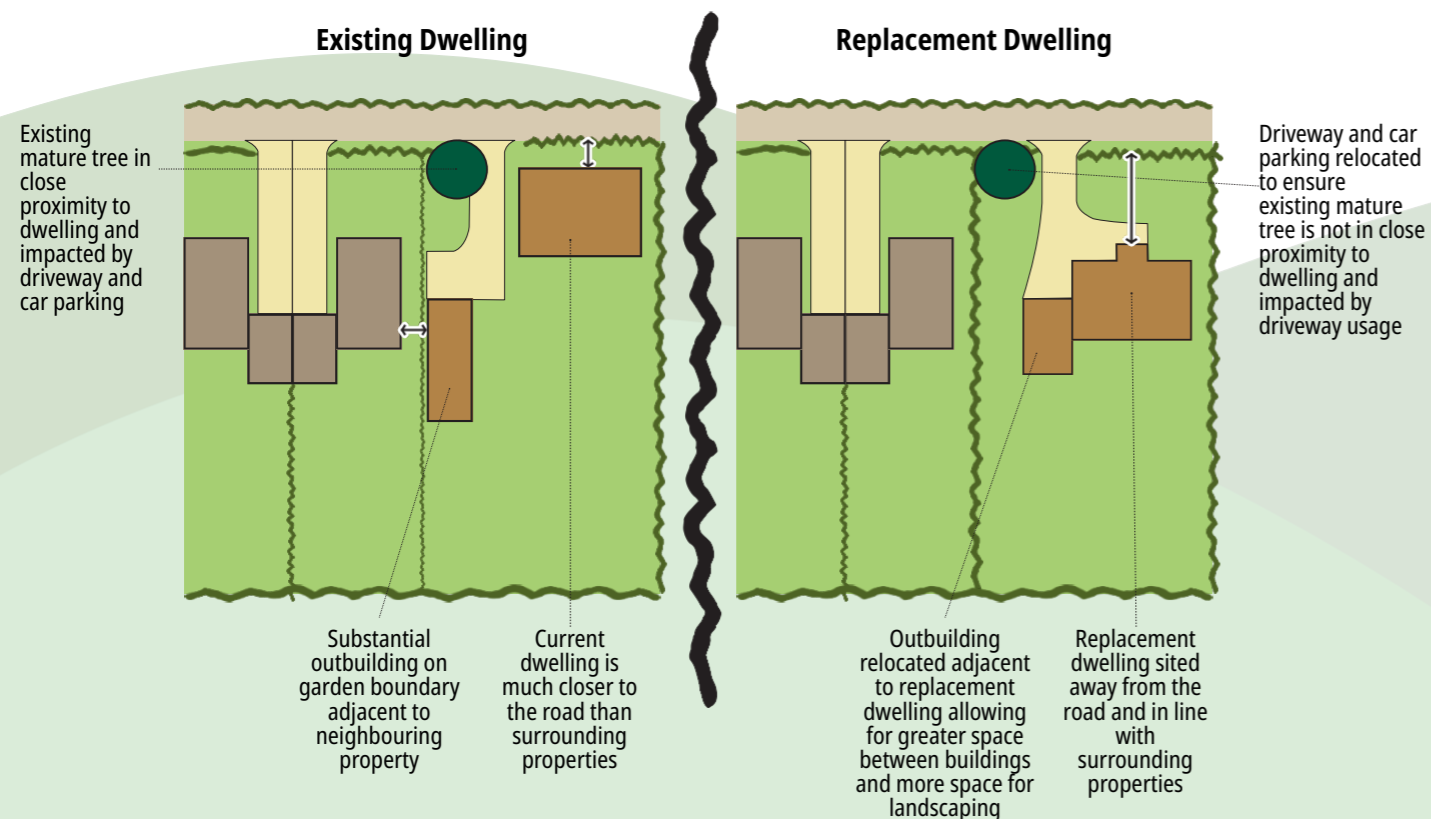 Existing Dwelling
Replacement Dwelling
Existing
mature tree in
close
proximity to
dwelling and
impacted by
driveway and
car parking
Driveway and car
parking relocated
to ensure
existing mature
tree is not in close
proximity to
dwelling and
impacted by
driveway usage
Substantial
outbuilding on
garden boundary
adjacent to
neighbouring
property
Current
dwelling is
much closer to
the road than
surrounding
properties
Outbuilding
relocated adjacent
to replacement
dwelling allowing
for greater space
between buildings
and more space for
landscaping
Replacement
dwelling sited
away from the
road and in line
with
surrounding
properties